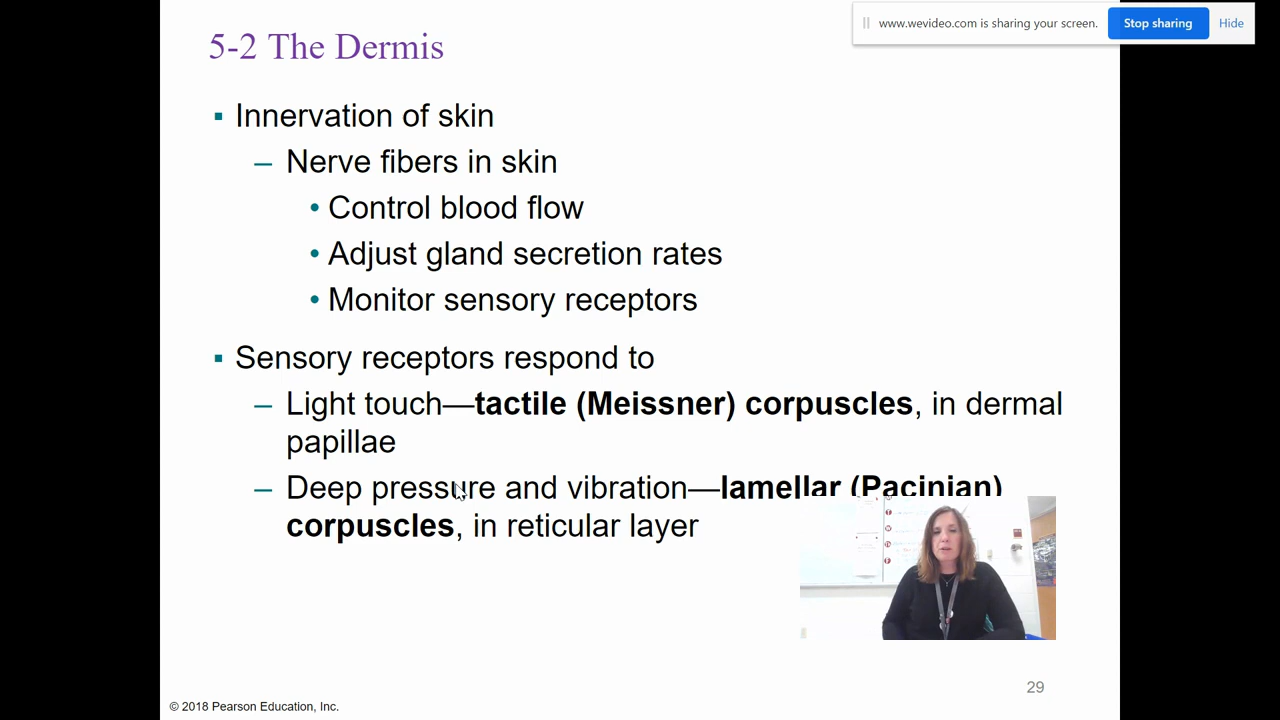 www.wevideo.com is sharing your screen. Stop sharing Hide
5-2 The Dermis
▪ Innervation of skin
– Nerve fibers in skin
• Control blood flow
• Adjust gland secretion rates
• Monitor sensory receptors
▪ Sensory receptors respond to
– Light touch—tactile (Meissner) corpuscles, in dermal
papillae
– Deep pressure and vibration—lamellar (Pacinian)
corpuscles, in reticular layer
29
© 2018 Pearson Education, Inc.